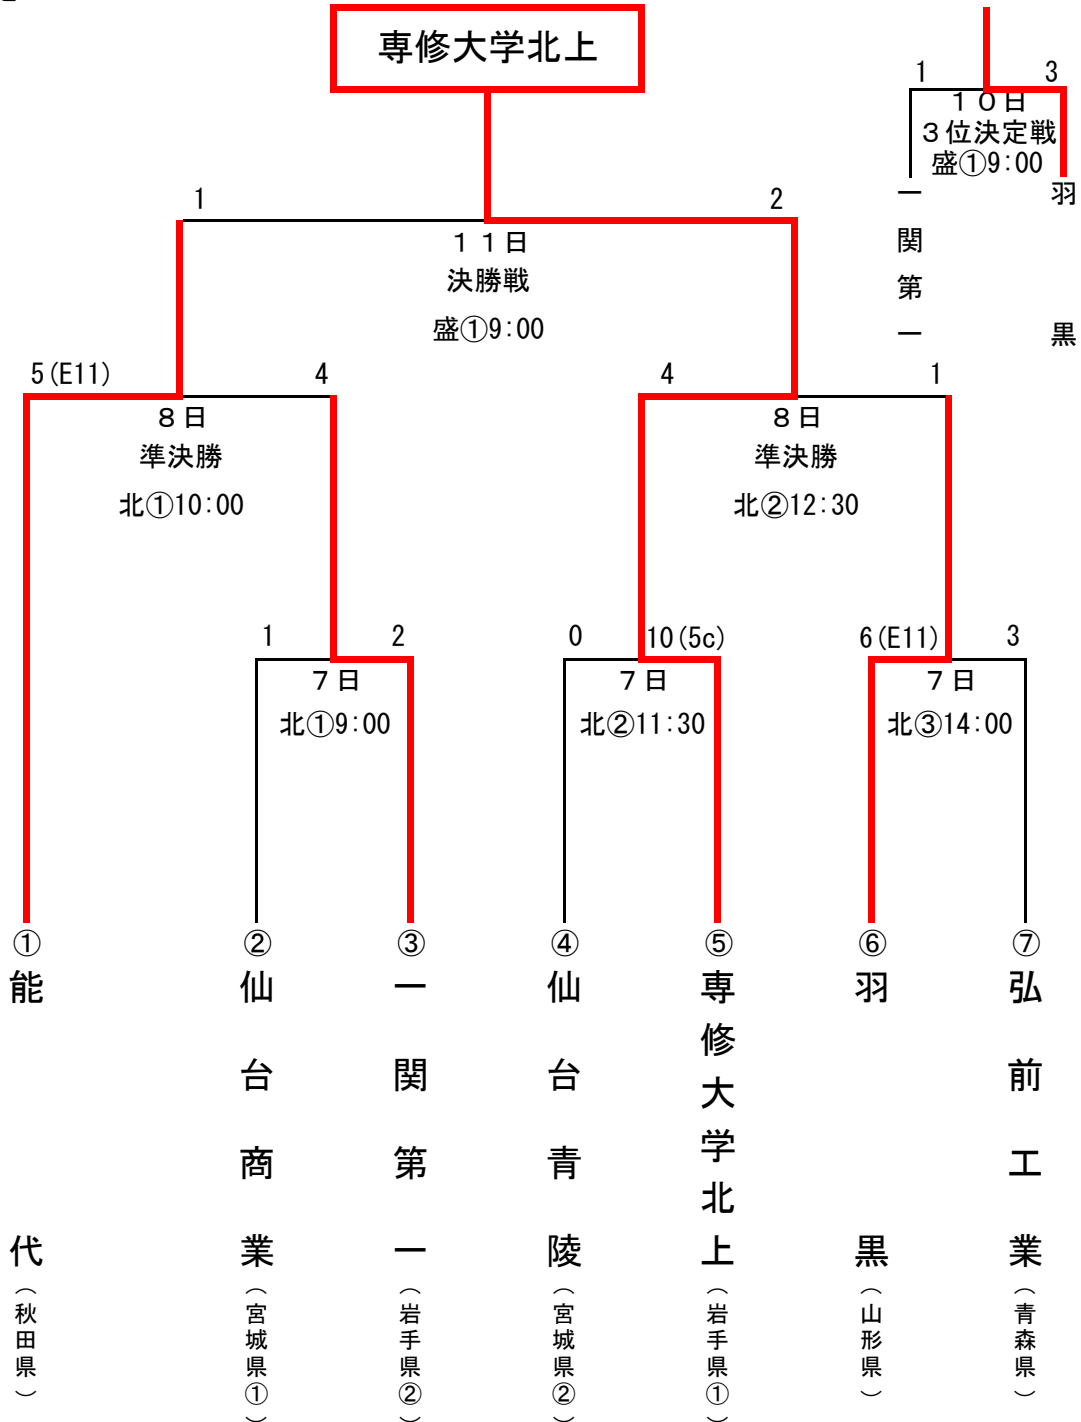 専修大学北上
1 3
１０日
３位決定戦
盛①9:00
一関第一
羽黒
1 2
１１日
決勝戦
盛①9:00
5(E11) 4
８日
準決勝
北①10:00
4 1
８日
準決勝
北②12:30
1 2
７日
北①9:00
0 10(5c)
７日
北②11:30
6(E11) 3
７日
北③14:00
①
能代
（秋田県）
②
仙台商業
（宮城県①）
③
一関第一
（岩手県②）
④
仙台青陵
（宮城県②）
⑤
専修大学北上
（岩手県①）
⑥
羽黒
（山形県）
⑦
弘前工業
（青森県）